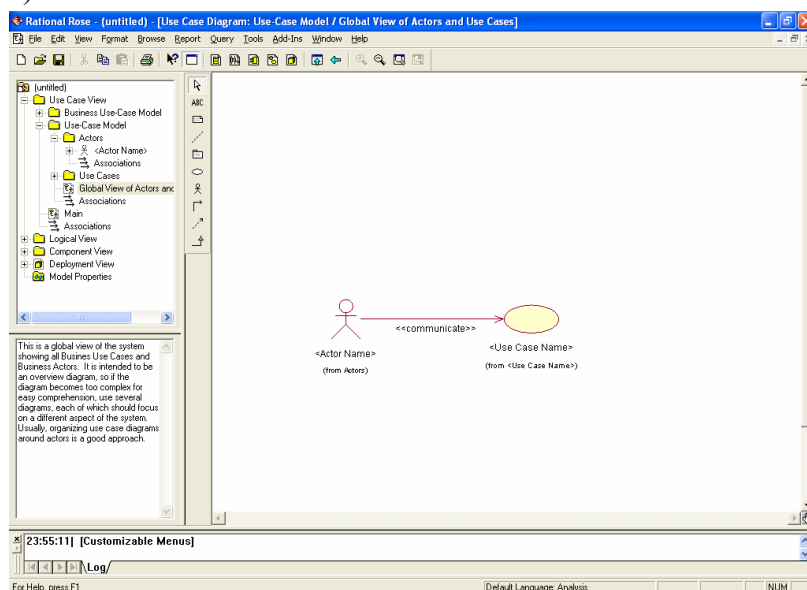 Rational Rose - (untitled) - [Use Case Diagram: Use-Case Model / Global View of Actors and Use Cases]
File Edit View Format Browse Report Query Tools Add-Ins Window Help
(untitled)
Use Case View
Business Use-Case Model
Use-Case Model
Actors
<Actor Name>
Associations
Use Cases
Global View of Actors anc
Associations
Main
Associations
Logical View
Component View
Deployment View
Model Properties
ABC
<<communicate>>
<Actor Name>
(from Actors)
<Use Case Name>
(from <Use Case Name>)
This is a global view of the system
showing all Busines Use Cases and
Business Actors. It is intended to be
an overview diagram, so if the
diagram becomes too complex for
easy comprehension, use several
diagrams, each of which should focus
on a different aspect of the system.
Usually, organizing use case diagrams
around actors is a good approach.
23:55:11| [Customizable Menus]
Log
For Help, press F1
Default Language: Analysis
NUM